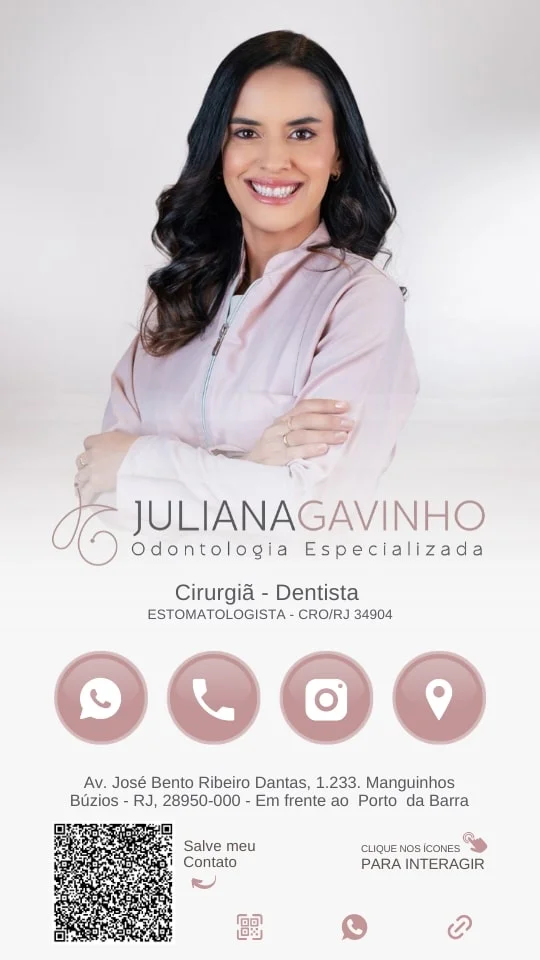 JULIANAGAVINHO
Odontologia Especializada
Cirurgiã - Dentista
ESTOMATOLOGISTA - CRO/RJ 34904
Av. José Bento Ribeiro Dantas, 1.233. Manguinhos
Búzios - RJ, 28950-000 - Em frente ao Porto da Barra
Salve meu
Contato
CLIQUE NOS ÍCONES
PARA INTERAGIR